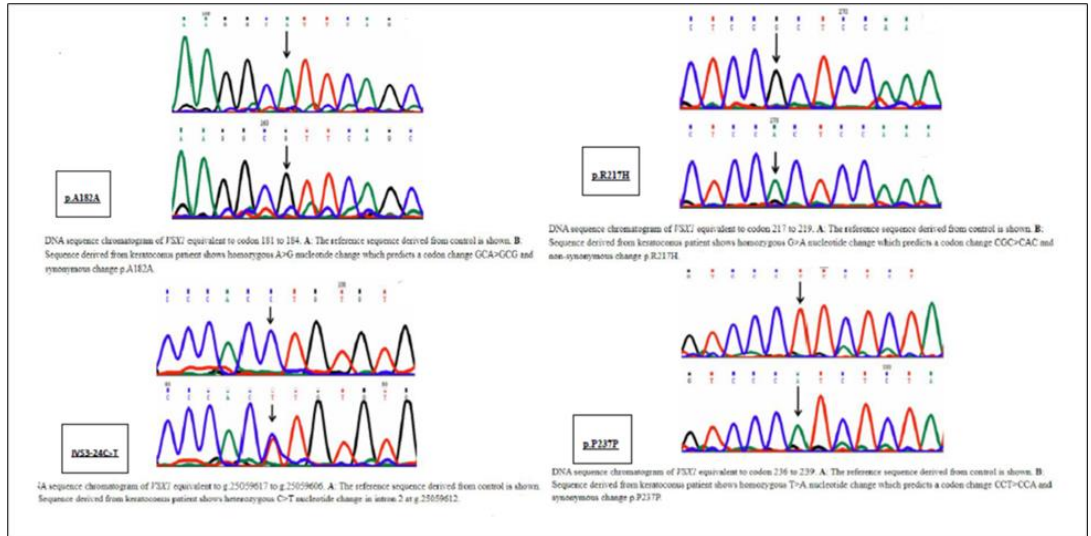 A A G G C A T T C A G
A A G G C G T T C A G C
p.A182A
DNA sequence chromatogram of VSX1 equivalent to codon 181 to 184. A: The reference sequence derived from control is shown. B:
Sequence derived from keratoconus patient shows homozygous A>G nucleotide change which predicts a codon change GCA>GCG and
synonymous change p.A182A.
C T C C G C T C C A A
C T C C A C T C C A A A
p.R217H
DNA sequence chromatogram of VSX1 equivalent to codon 217 to 219. A: The reference sequence derived from control is shown. B:
Sequence derived from keratoconus patient shows homozygous G>A nucleotide change which predicts a codon change CGC>CAC and
non-synonymous change p.R217H.
C C C A C C T G T G T
C C C A C T T G T G T G
IVS3-24C>T
A sequence chromatogram of VSX1 equivalent to g.25059617 to g.25059606. A: The reference sequence derived from control is shown.
Sequence derived from keratoconus patient shows heterozygous C>T nucleotide change in intron 2 at g.25059612.
G T C C C T T C T C T
G T C C C A T C T C T A
p.P237P
DNA sequence chromatogram of VSX1 equivalent to codon 236 to 239. A: The reference sequence derived from control is shown. B:
Sequence derived from keratoconus patient shows homozygous T>A nucleotide change which predicts a codon change CCT>CCA and
synonymous change p.P237P.